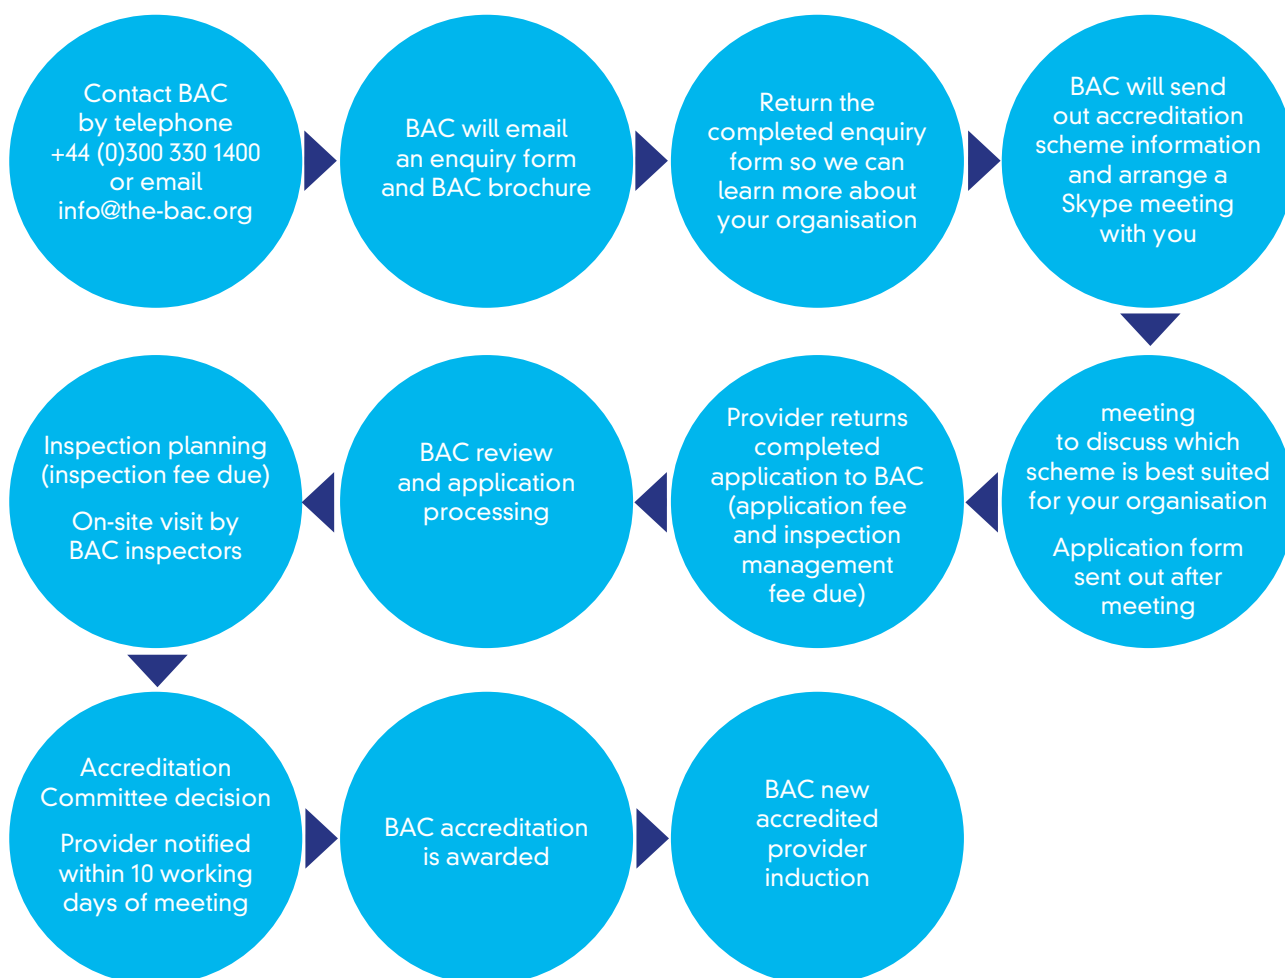 Contact BAC
by telephone
+44 (0)300 330 1400
or email
info@the-bac.org
BAC will email
an enquiry form
and BAC brochure
Return the
completed enquiry
form so we can
learn more about
your organisation
BAC will send
out accreditation
scheme information
and arrange a
Skype meeting
with you
meeting
to discuss which
scheme is best suited
for your organisation
Application form
sent out after
meeting
Provider returns
completed
application to BAC
(application fee
and inspection
management
fee due)
BAC review
and application
processing
Inspection planning
(inspection fee due)
On-site visit by
BAC inspectors
Accreditation
Committee decision
Provider notified
within 10 working
days of meeting
BAC accreditation
is awarded
BAC new
accredited
provider
induction